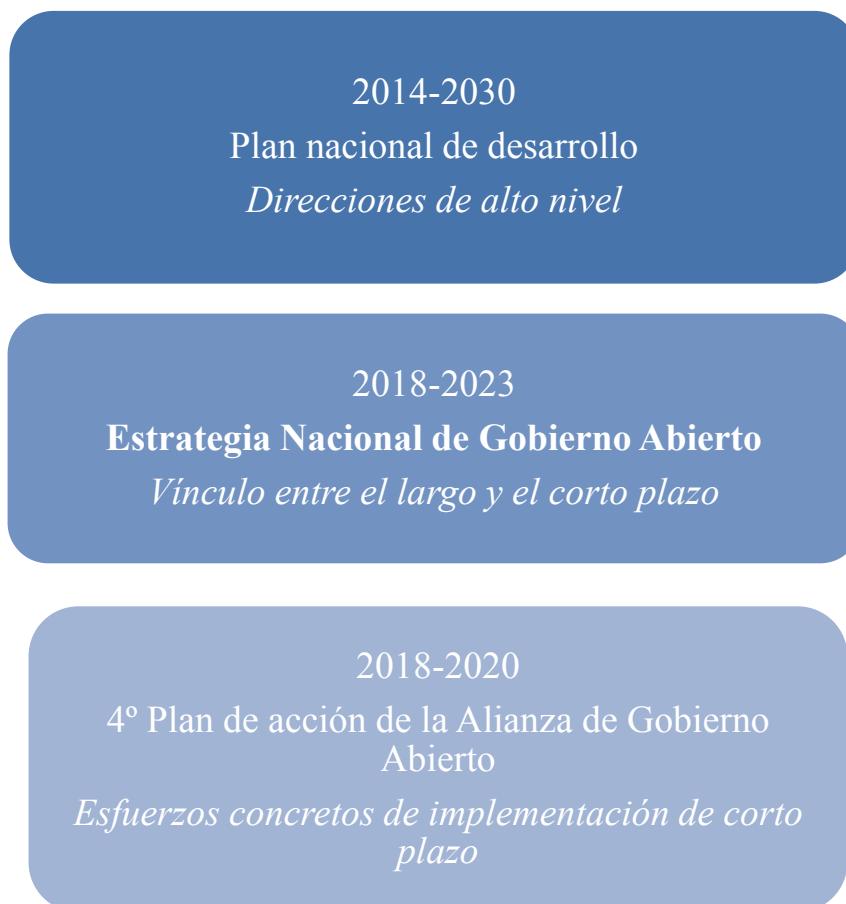 2014-2030
Plan nacional de desarrollo
Direcciones de alto nivel
2018-2023
Estrategia Nacional de Gobierno Abierto
Vínculo entre el largo y el corto plazo
2018-2020
4º Plan de acción de la Alianza de Gobierno
Abierto
Esfuerzos concretos de implementación de corto
plazo